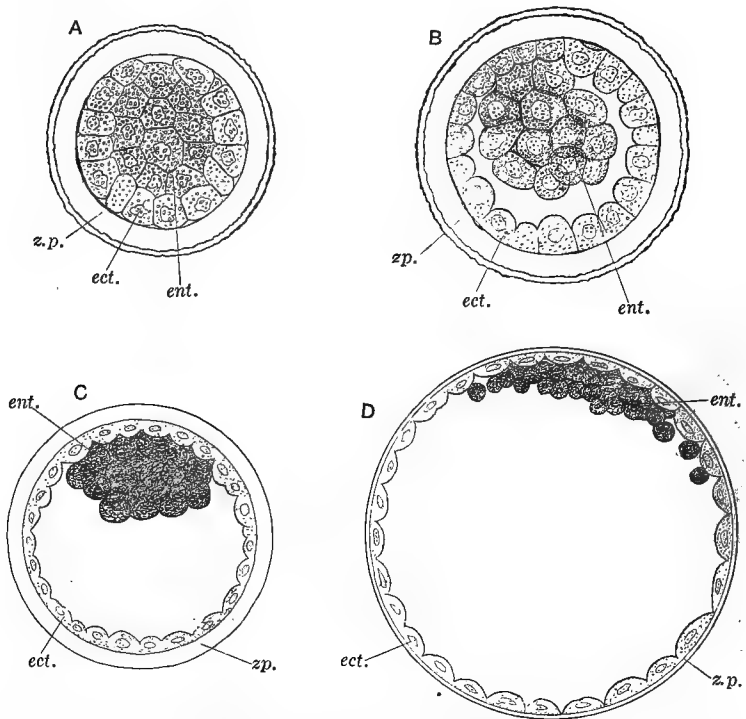 A
z.p.
ect.
ent.
B
zp.
ect.
ent.
C
ent.
ect.
zp.
D
ent.
ect.
z.p.